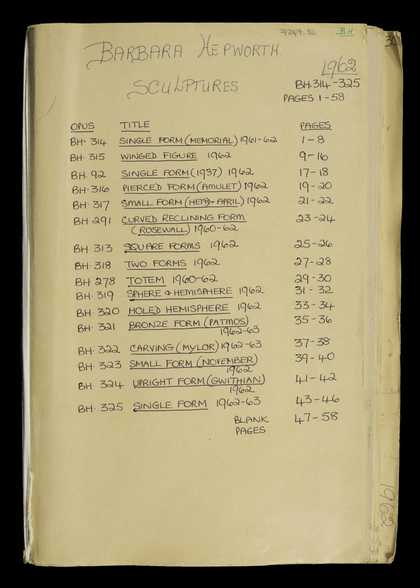 BH
BARBARA HEPWORTH
SCULPTURES
1962
BH.314-325
PAGES 1-58
OPUS TITLE PAGES
BH. 314 SINGLE FORM (MEMORIAL) 1961-62 1-8
BH. 315 WINGED FIGURE 1962 9-16
BH. 92 SINGLE FORM (1937) 1962 17-18
BH. 316 PIERCED FORM (AMULET) 1962 19-20
BH. 317 SMALL FORM ( APRIL) 1962 21-22
BH 291 CURVED RECLINING FORM 23-24
(ROSEWALL) 1960-62
BH 313 SQUARE FORMS 1962 25-26
BH. 318 TWO FORMS 1962 27-28
BH 278 TOTEM 1960-62 29-30
BH. 319 SPHERE & HEMISPHERE 1962 31-32
BH. 320 HOLED HEMISPHERE 1962 33-34
BH. 321 BRONZE FORM (PATMOS) 35-36
1962-63
BH. 322 CARVING (MYLOR) 1962-63 37-38
BH. 323 SMALL FORM (NOVEMBER) 39-40
1962
BH. 324 UPRIGHT FORM (GWITHIAN) 41-42
1962
BH. 325 SINGLE FORM 1962-63 43-46
BLANK 47-58
PAGES
1962